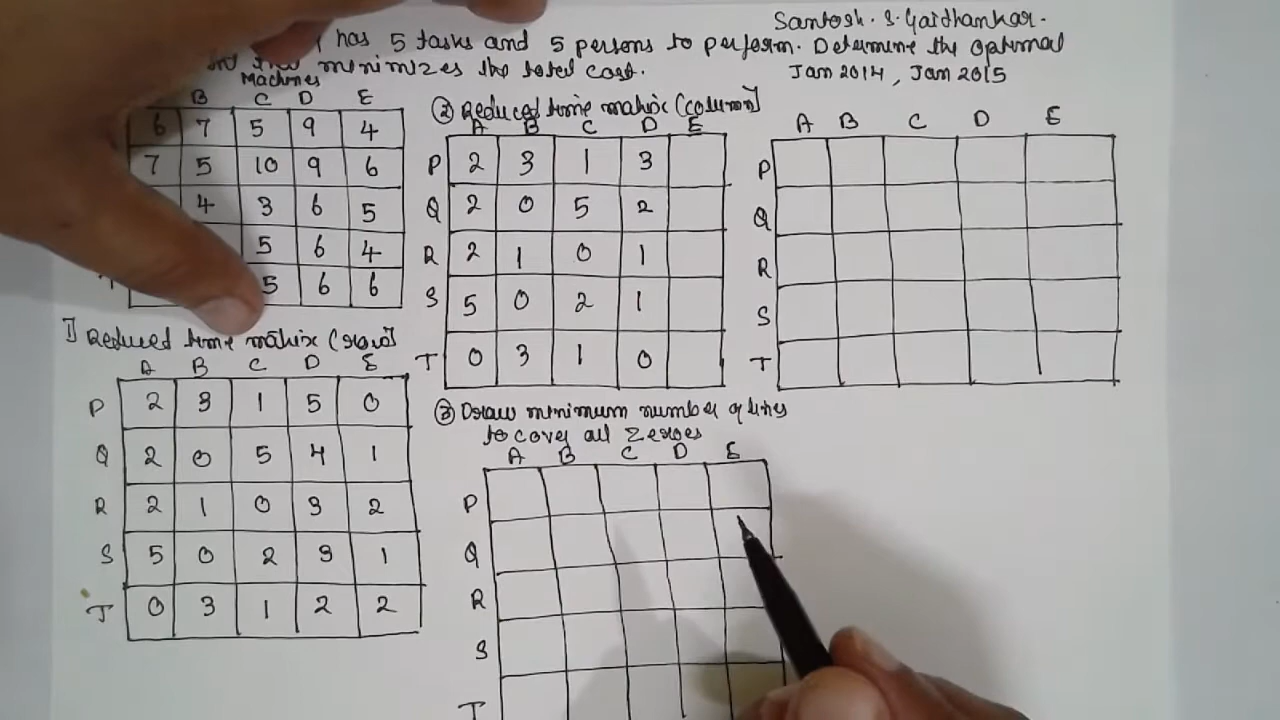 Santosh. S. Gaidhankar.
has 5 tasks and 5 persons to perform. Determine the optimal
minimizes the total cost. Jan 2014, Jan 2015
Machines
B C D E
6 7 5 9 4
7 5 10 9 6
4 3 6 5
5 6 4
5 6 6
② Reduced time matrix (column]
A B C D E
P 2 3 1 3
Q 2 0 5 2
R 2 1 0 1
S 5 0 2 1
T 0 3 1 0
A B C D E
P
Q
R
S
T
1] Reduced time matrix (row]
A B C D E
P 2 3 1 5 0
Q 2 0 5 4 1
R 2 1 0 3 2
S 5 0 2 3 1
T 0 3 1 2 2
③ Draw minimum number of lines
to cover all zeroes
A B C D E
P
Q
R
S
T